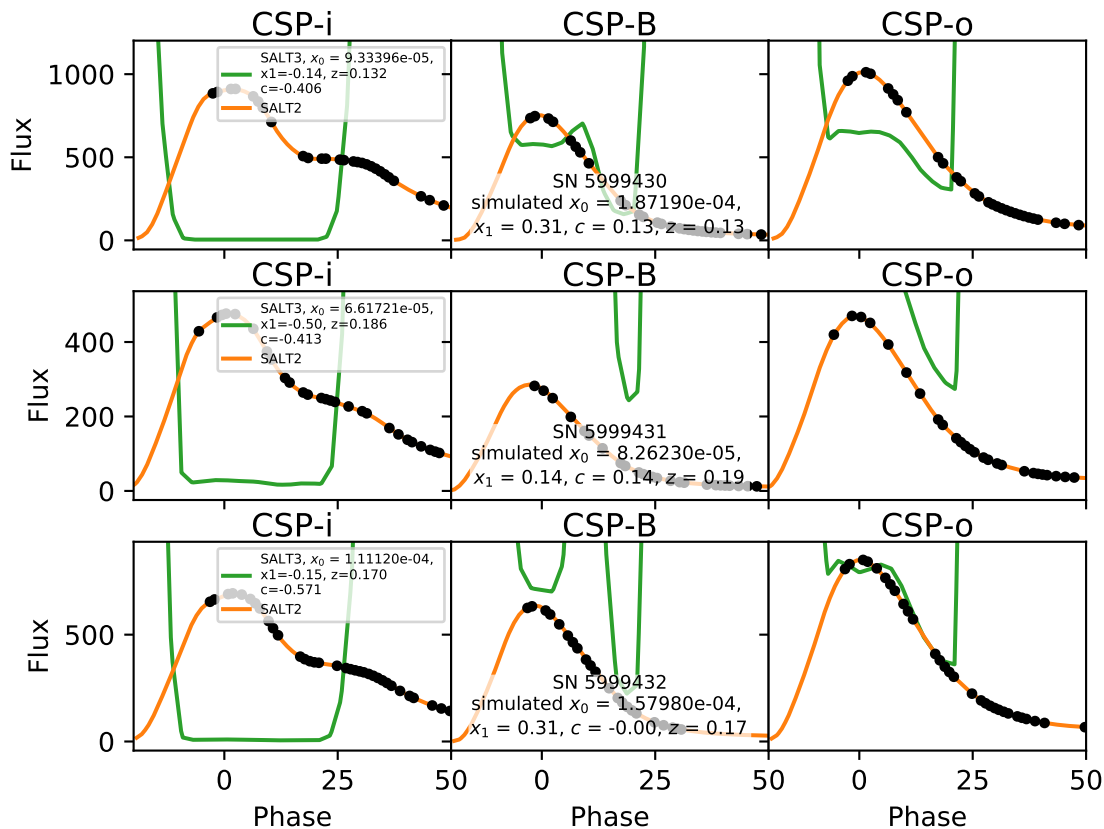 CSP-i CSP-B CSP-o
1000
500
0
Flux
SALT3, x₀ = 9.33396e-05,
x1=-0.14, z=0.132
c=-0.406
SALT2
SN 5999430
simulated x₀ = 1.87190e-04,
x₁ = 0.31, c = 0.13, z = 0.13
CSP-i CSP-B CSP-o
400
200
0
Flux
SALT3, x₀ = 6.61721e-05,
x1=-0.50, z=0.186
c=-0.413
SALT2
SN 5999431
simulated x₀ = 8.26230e-05,
x₁ = 0.14, c = 0.14, z = 0.19
CSP-i CSP-B CSP-o
500
0
Flux
SALT3, x₀ = 1.11120e-04,
x1=-0.15, z=0.170
c=-0.571
SALT2
SN 5999432
simulated x₀ = 1.57980e-04,
x₁ = 0.31, c = -0.00, z = 0.17
0 25 50 0 25 50 0 25 50
Phase Phase Phase